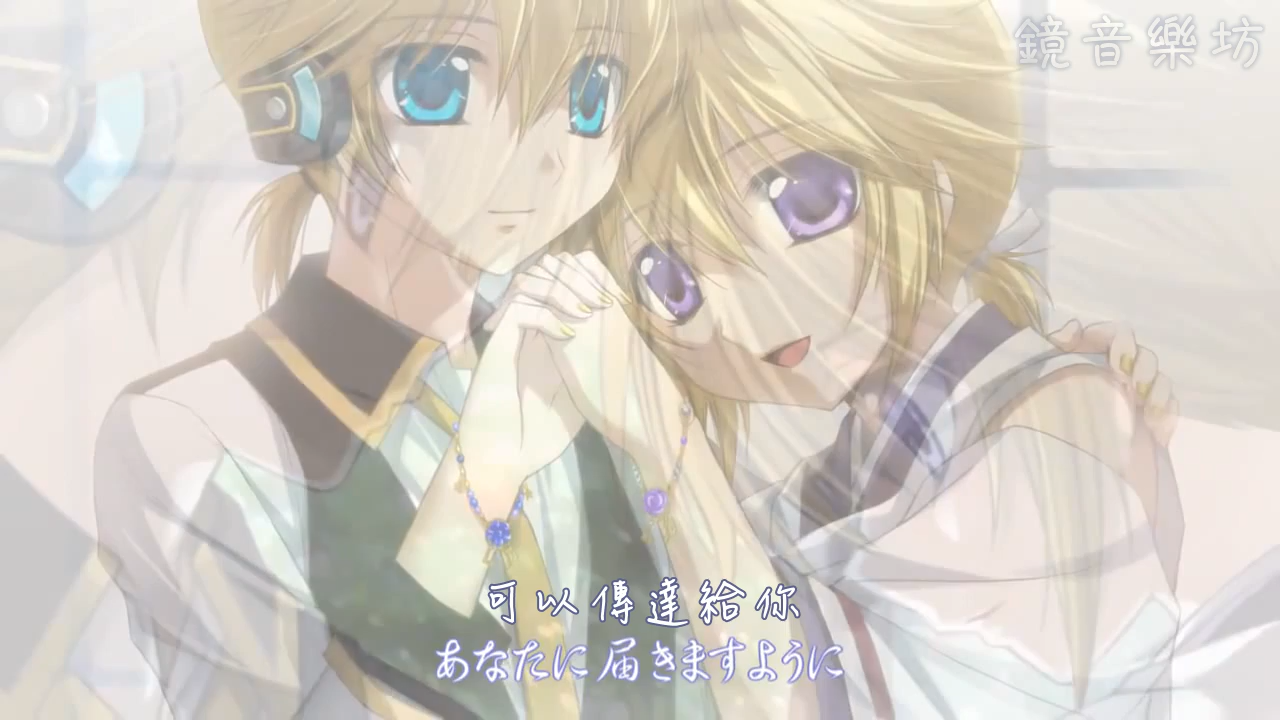 鏡音樂坊
可以傳達給你
あなたに届きますように